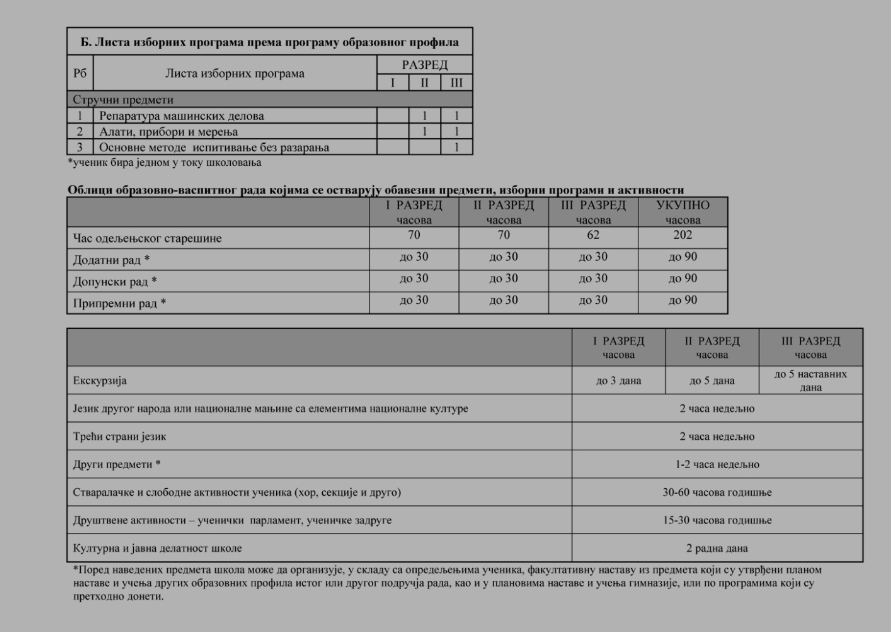 Б. Листа изборних програма према програму образовног профила
Рб Листа изборних програма РАЗРЕД
I II III
Стручни предмети
1 Репаратура машинских делова 1 1
2 Алати, прибори и мерења 1 1
3 Основне методе испитивање без разарања 1
*ученик бира једном у току школовања
Облици образовно-васпитног рада којима се остварују обавезни предмети, изборни програми и активности
I РАЗРЕД часова II РАЗРЕД часова III РАЗРЕД часова УКУПНО часова
Час одељењског старешине 70 70 62 202
Додатни рад * до 30 до 30 до 30 до 90
Допунски рад * до 30 до 30 до 30 до 90
Припремни рад * до 30 до 30 до 30 до 90
I РАЗРЕД часова II РАЗРЕД часова III РАЗРЕД часова
Екскурзија до 3 дана до 5 дана до 5 наставних дана
Језик другог народа или националне мањине са елементима националне културе 2 часа недељно
Трећи страни језик 2 часа недељно
Други предмети * 1-2 часа недељно
Стваралачке и слободне активности ученика (хор, секције и друго) 30-60 часова годишње
Друштвене активности – ученички парламент, ученичке задруге 15-30 часова годишње
Културна и јавна делатност школе 2 радна дана
*Поред наведених предмета школа може да организује, у складу са опредељењима ученика, факултативну наставу из предмета који су утврђени планом
наставе и учења других образовних профила истог или другог подручја рада, као и у плановима наставе и учења гимназије, или по програмима који су
претходно донети.